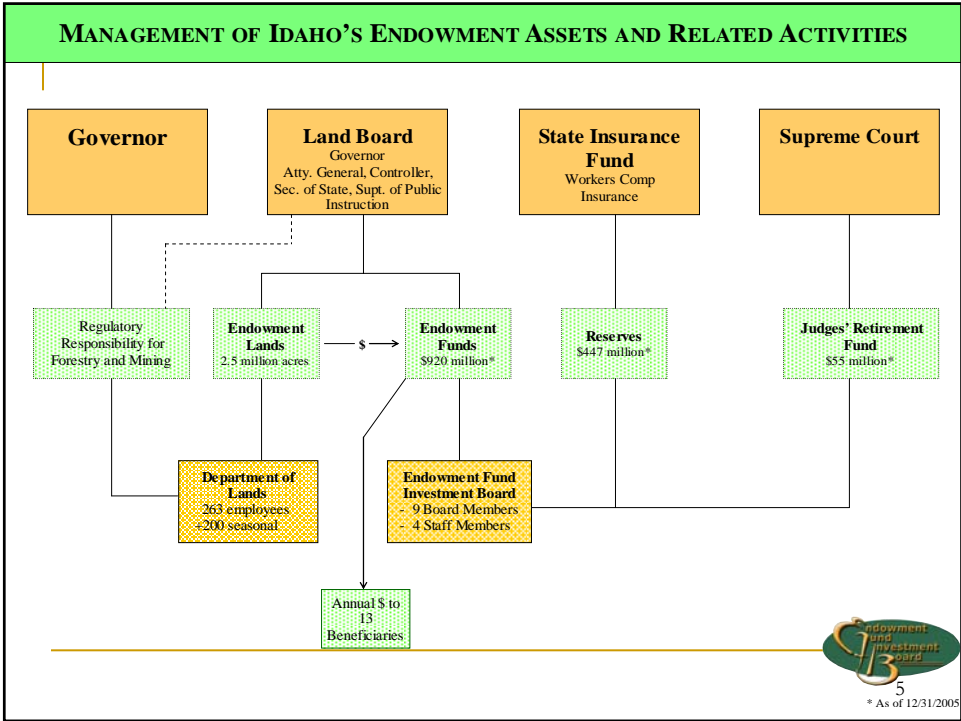 MANAGEMENT OF IDAHO'S ENDOWMENT ASSETS AND RELATED ACTIVITIES
Governor
Land Board
Governor
Atty. General, Controller,
Sec. of State, Supt. of Public
Instruction
State Insurance
Fund
Workers Comp
Insurance
Supreme Court
Regulatory
Responsibility for
Forestry and Mining
Endowment
Lands
2.5 million acres
$
Endowment
Funds
$920 million*
Reserves
$447 million*
Judges' Retirement
Fund
$55 million*
Department of
Lands
263 employees
+200 seasonal
Endowment Fund
Investment Board
- 9 Board Members
- 4 Staff Members
Annual $ to
13
Beneficiaries
Endowment
Fund
Investment
Board
5
* As of 12/31/2005